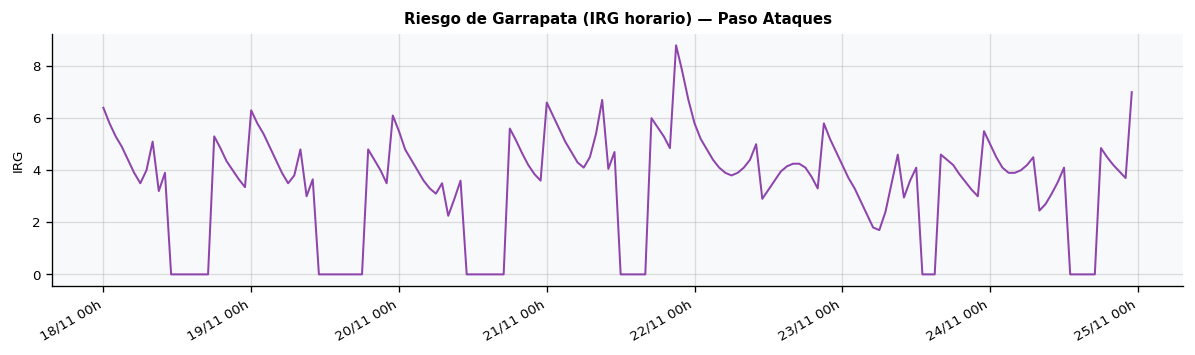 Riesgo de Garrapata (IRG horario) — Paso Ataques
IRG
8
6
4
2
0
18/11 00h
19/11 00h
20/11 00h
21/11 00h
22/11 00h
23/11 00h
24/11 00h
25/11 00h